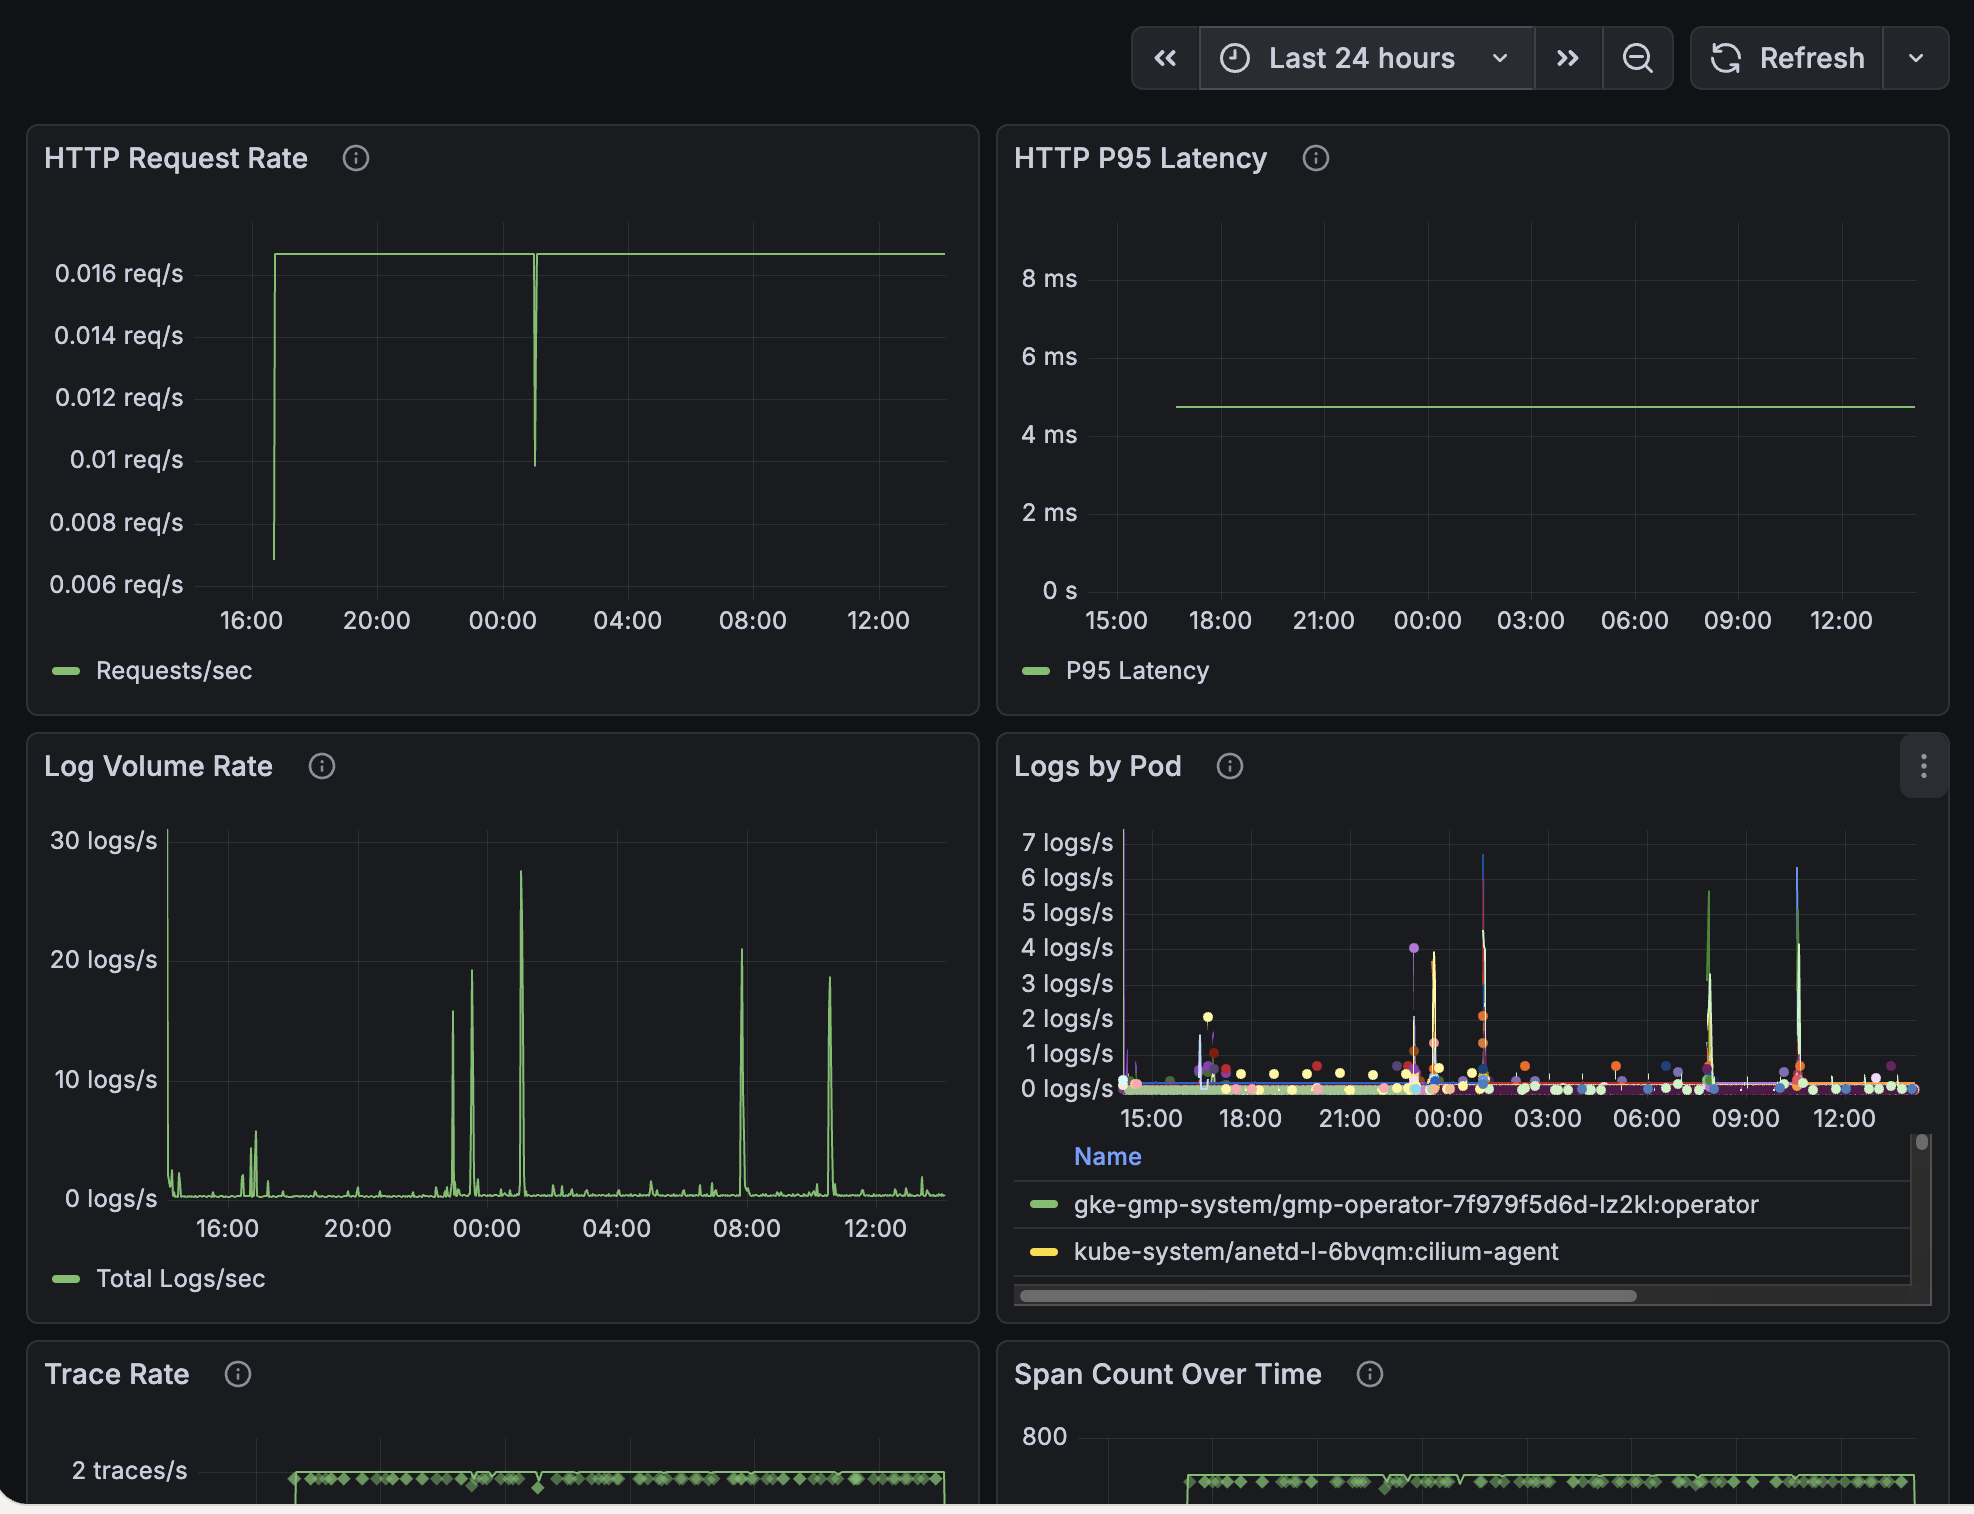 Last 24 hours
Refresh
HTTP Request Rate
0.016 req/s
0.014 req/s
0.012 req/s
0.01 req/s
0.008 req/s
0.006 req/s
16:00 20:00 00:00 04:00 08:00 12:00
Requests/sec
HTTP P95 Latency
8 ms
6 ms
4 ms
2 ms
0 s
15:00 18:00 21:00 00:00 03:00 06:00 09:00 12:00
P95 Latency
Log Volume Rate
30 logs/s
20 logs/s
10 logs/s
0 logs/s
16:00 20:00 00:00 04:00 08:00 12:00
Total Logs/sec
Logs by Pod
7 logs/s
6 logs/s
5 logs/s
4 logs/s
3 logs/s
2 logs/s
1 logs/s
0 logs/s
15:00 18:00 21:00 00:00 03:00 06:00 09:00 12:00
Name
gke-gmp-system/gmp-operator-7f979f5d6d-lz2kl:operator
kube-system/anetd-l-6bvqm:cilium-agent
Trace Rate
2 traces/s
Span Count Over Time
800